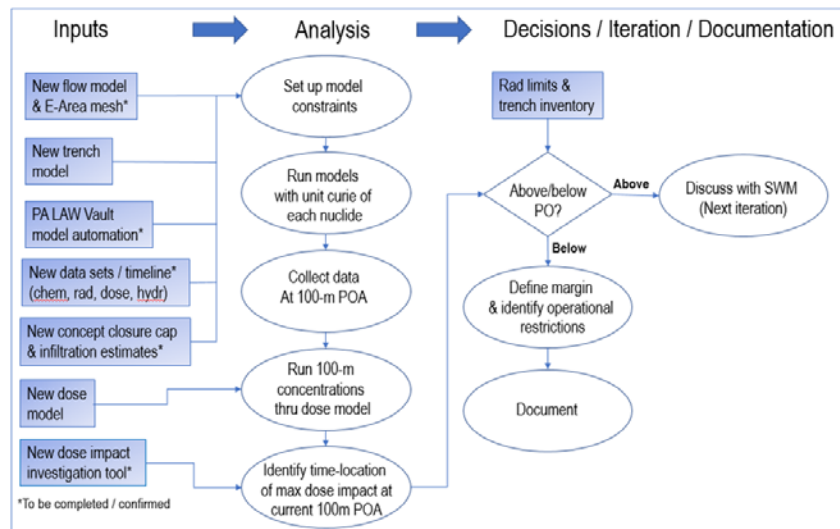 Inputs
Analysis
Decisions / Iteration / Documentation
New flow model
& E-Area mesh*
New trench
model
PA LAW Vault
model automation*
New data sets / timeline*
(chem, rad, dose, hydr)
New concept closure cap
& infiltration estimates*
New dose
model
New dose impact
investigation tool*
*To be completed / confirmed
Set up model
constraints
Run models
with unit curie of
each nuclide
Collect data
At 100-m POA
Run 100-m
concentrations
thru dose model
Identify time-location
of max dose impact at
current 100m POA
Rad limits &
trench inventory
Above/below
PO?
Above
Discuss with SWM
(Next iteration)
Below
Define margin
& identify operational
restrictions
Document